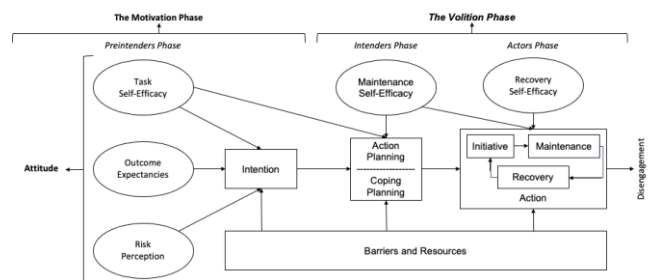 The Motivation Phase
The Volition Phase
Preintenders Phase
Intenders Phase
Actors Phase
Task
Self-Efficacy
Maintenance
Self-Efficacy
Recovery
Self-Efficacy
Attitude
Outcome
Expectancies
Intention
Action
Planning
Coping
Planning
Initiative
Maintenance
Recovery
Action
Disengagement
Risk
Perception
Barriers and Resources